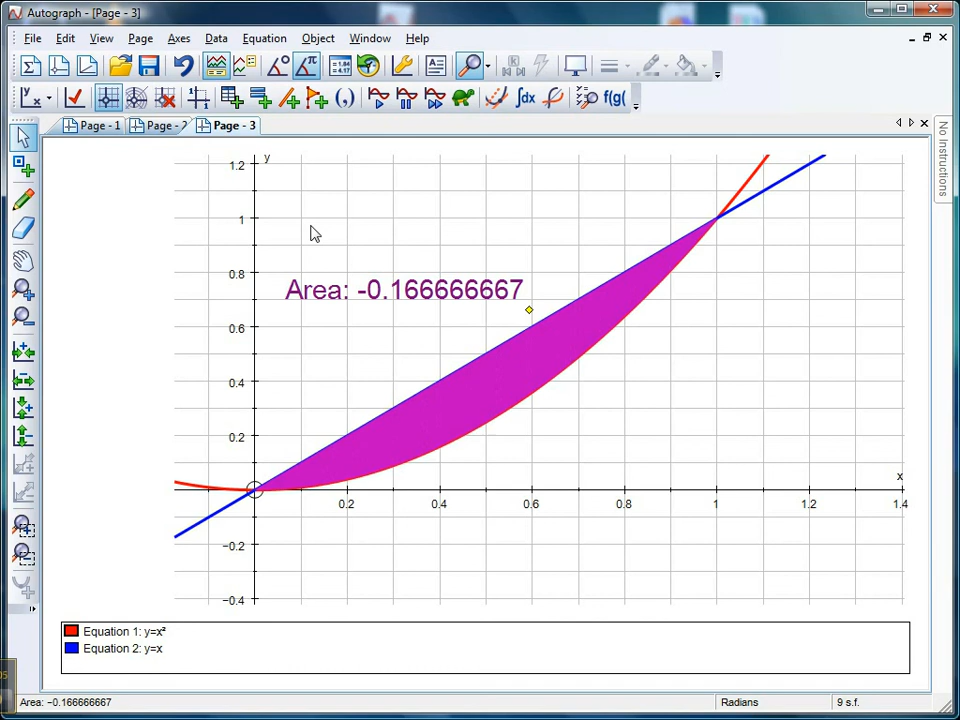 Autograph - [Page - 3]
File Edit View Page Axes Data Equation Object Window Help
Page - 1 Page - 2 Page - 3
No Instructions
y
1.2
1
0.8
0.6
0.4
0.2
−0.2
−0.4
Area: -0.166666667
x
0.2 0.4 0.6 0.8 1 1.2 1.4
Equation 1: y=x²
Equation 2: y=x
Area: −0.166666667 Radians 9 s.f.